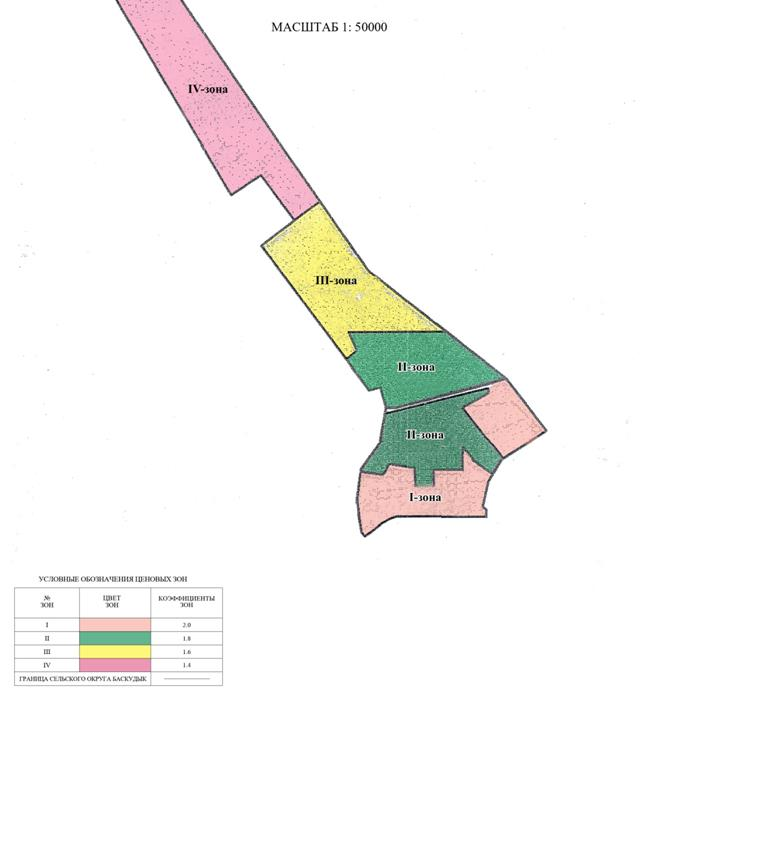 МАСШТАБ 1: 50000
IV-зона
III-зона
II-зона
II-зона
I-зона
УСЛОВНЫЕ ОБОЗНАЧЕНИЯ ЦЕНОВЫХ ЗОН
№ ЗОН ЦВЕТ ЗОН КОЭФФИЦИЕНТЫ ЗОН
I 2.0
II 1.8
III 1.6
IV 1.4
ГРАНИЦА СЕЛЬСКОГО ОКРУГА БАСКУДЫК